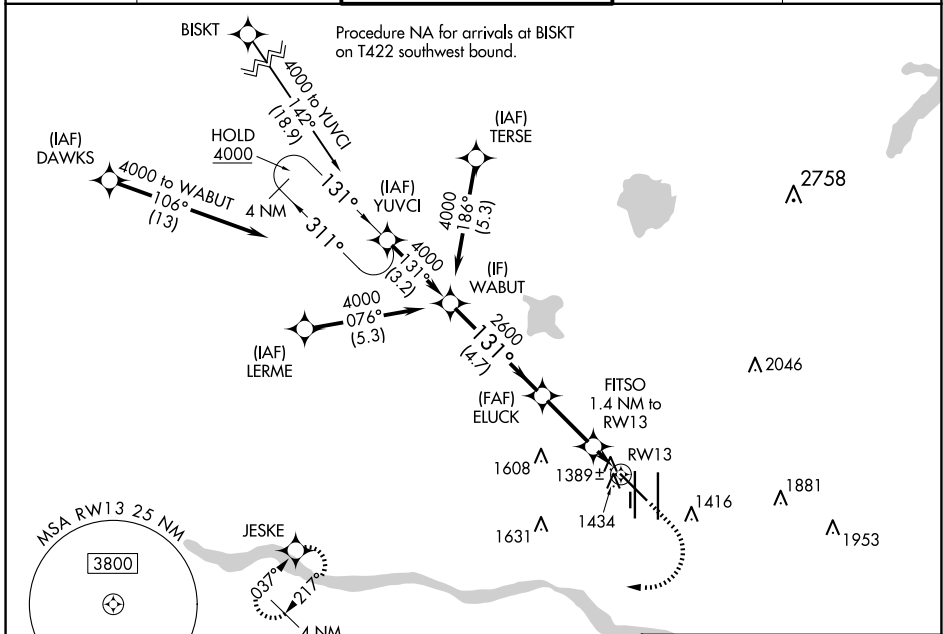 BISKT
Procedure NA for arrivals at BISKT
on T422 southwest bound.
4000 to YUVCI
142°
(18.9)
(IAF)
TERSE
HOLD
4000
(IAF)
DAWKS
4000 to WABUT
106°
(13)
131°
4 NM
311°
(IAF)
YUVCI
4000
186°
(5.3)
2758
4000
131°
(3.2)
(IF)
WABUT
4000
076°
(5.3)
(IAF)
LERME
2600
131°
(4.7)
2046
(FAF)
ELUCK
FITSO
1.4 NM to
RW13
RW13
1608
1389±
1434
1416
1881
1631
1953
MSA RW13 25 NM
3800
JESKE
037°
217°
4 NM